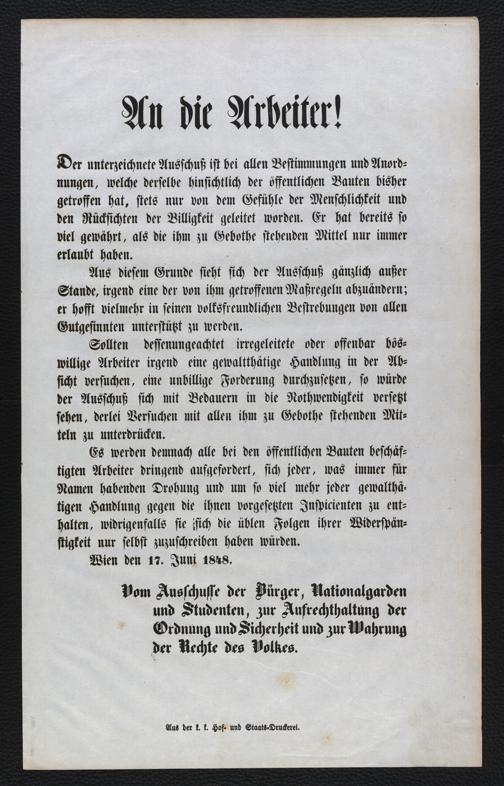 An die Arbeiter!
Der unterzeichnete Ausschuß ist bei allen Bestimmungen und Anord-
nungen, welche derselbe hinsichtlich der öffentlichen Bauten bisher
getroffen hat, stets nur von dem Gefühle der Menschlichkeit und
den Rücksichten der Billigkeit geleitet worden. Er hat bereits so
viel gewährt, als die ihm zu Gebothe stehenden Mittel nur immer
erlaubt haben.
Aus diesem Grunde sieht sich der Ausschuß gänzlich außer
Stande, irgend eine der von ihm getroffenen Maßregeln abzuändern;
er hofft vielmehr in seinen volksfreundlichen Bestrebungen von allen
Gutgesinnten unterstützt zu werden.
Sollten dessenungeachtet irregeleitete oder offenbar bös-
willige Arbeiter irgend eine gewaltthätige Handlung in der Ab-
sicht versuchen, eine unbillige Forderung durchzusetzen, so würde
der Ausschuß sich mit Bedauern in die Nothwendigkeit versetzt
sehen, derlei Versuchen mit allen ihm zu Gebothe stehenden Mit-
teln zu unterdrücken.
Es werden demnach alle bei den öffentlichen Bauten beschäf-
tigten Arbeiter dringend aufgefordert, sich jeder, was immer für
Namen habenden Drohung und um so viel mehr jeder gewalthä-
tigen Handlung gegen die ihnen vorgesetzten Inspicienten zu ent-
halten, widrigenfalls sie sich die üblen Folgen ihrer Widerspän-
stigkeit nur selbst zuzuschreiben haben würden.
Wien den 17. Juni 1848.
Vom Ausschusse der Bürger, Nationalgarden
und Studenten, zur Aufrechthaltung der
Ordnung und Sicherheit und zur Wahrung
der Rechte des Volkes.
Aus der k. k. Hof- und Staats-Druckerei.